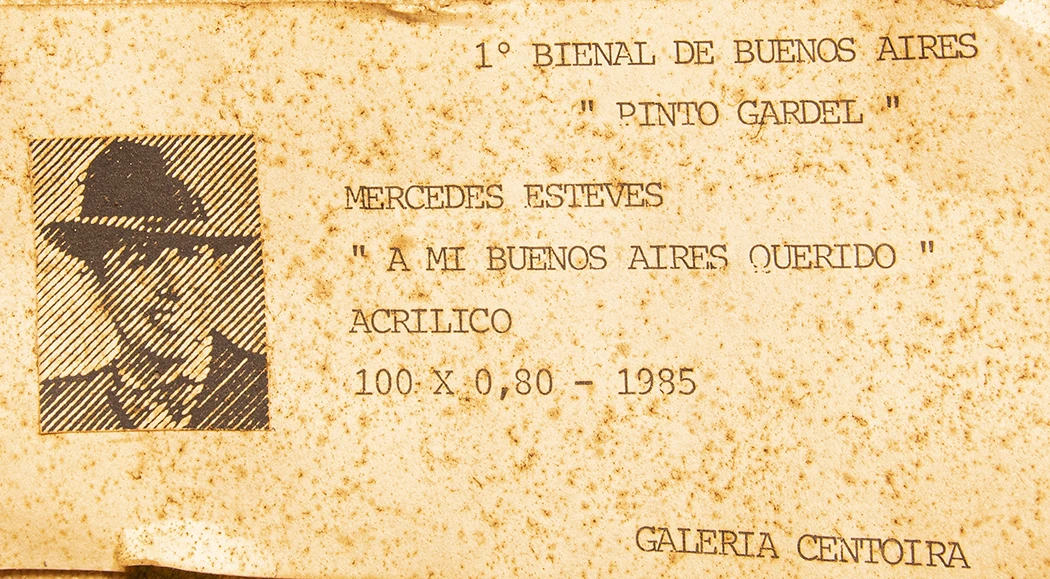 1° BIENAL DE BUENOS AIRES
" PINTO GARDEL "
MERCEDES ESTEVES
" A MI BUENOS AIRES QUERIDO "
ACRILICO
100 X 0,80 - 1985
GALERIA CENTOIRA